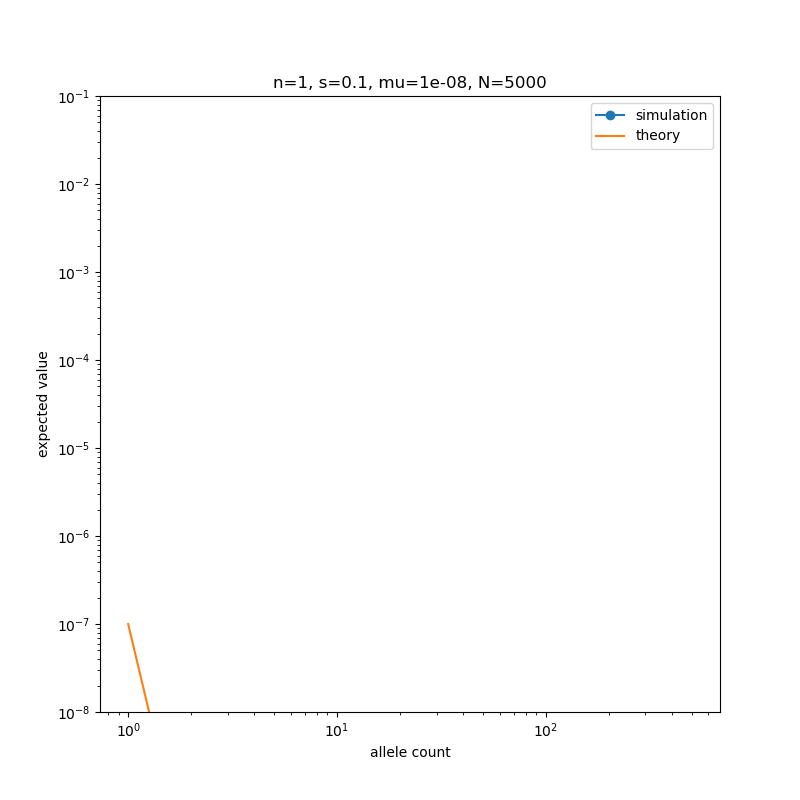 n=1, s=0.1, mu=1e-08, N=5000
simulation
theory
expected value
10⁻¹
10⁻²
10⁻³
10⁻⁴
10⁻⁵
10⁻⁶
10⁻⁷
10⁻⁸
10⁰
10¹
10²
allele count